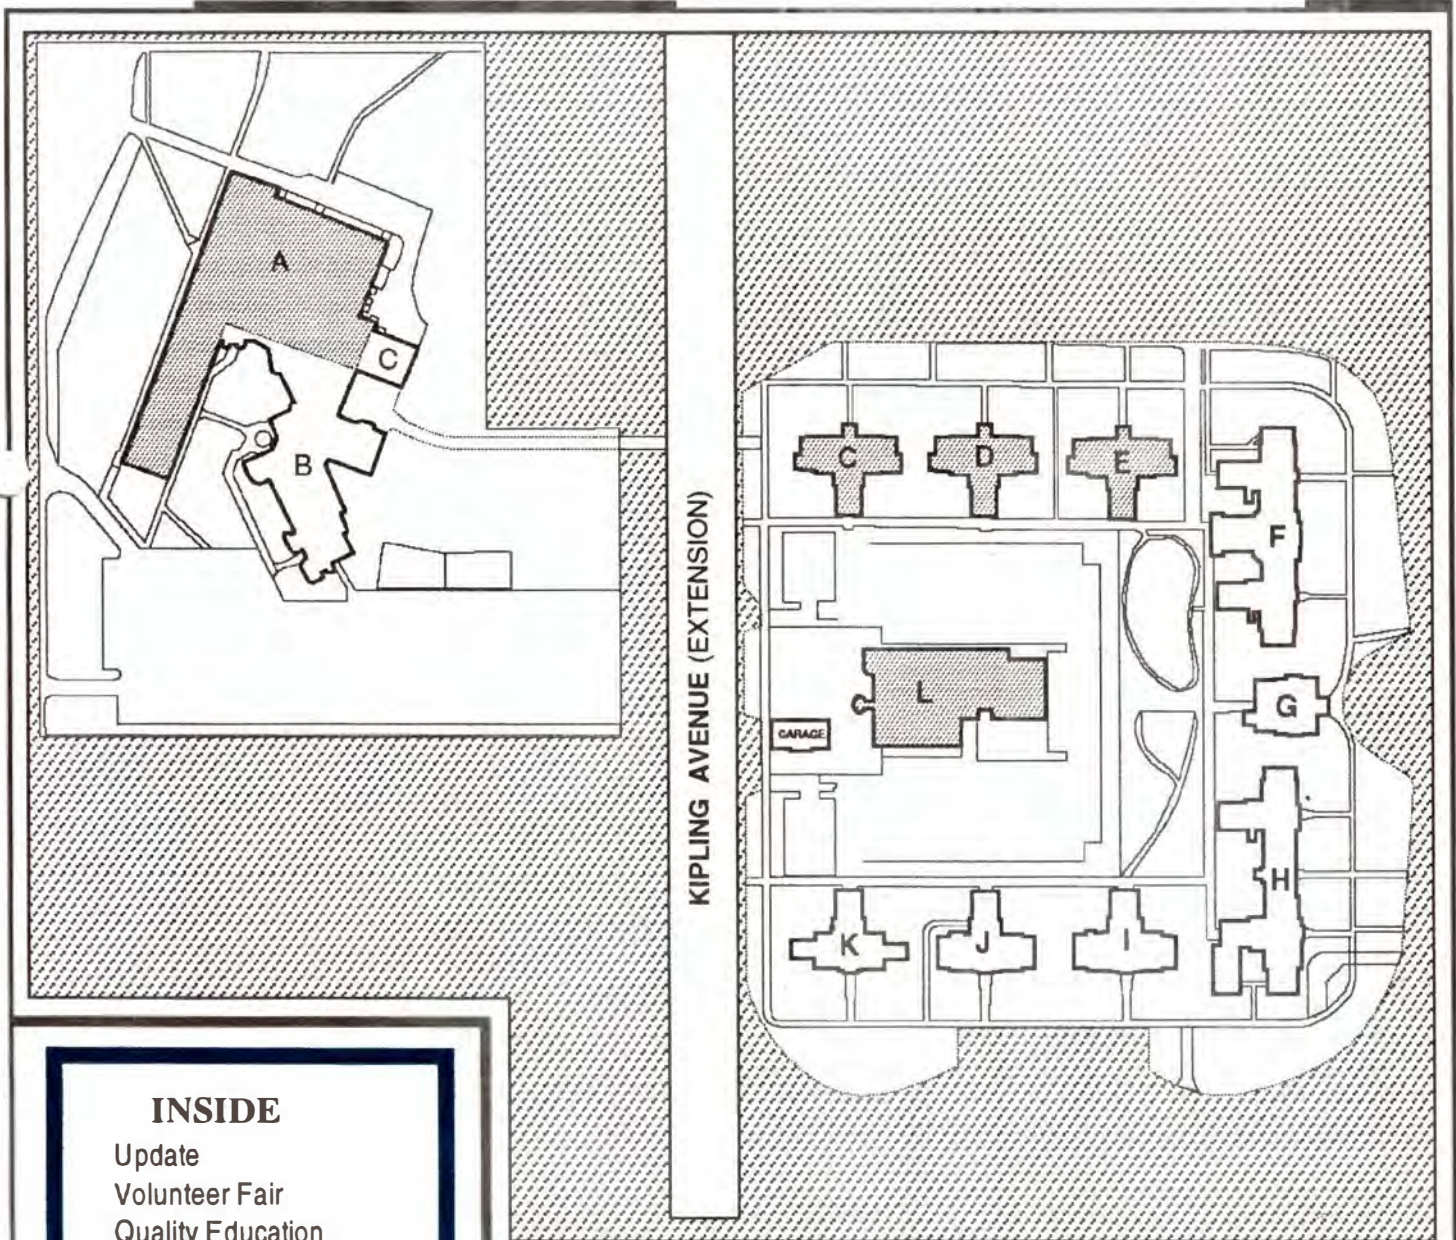 A
C
B
KIPLING AVENUE (EXTENSION)
C
D
E
F
L
GARAGE
G
H
K
J
I
INSIDE
Update
Volunteer Fair
Quality Education